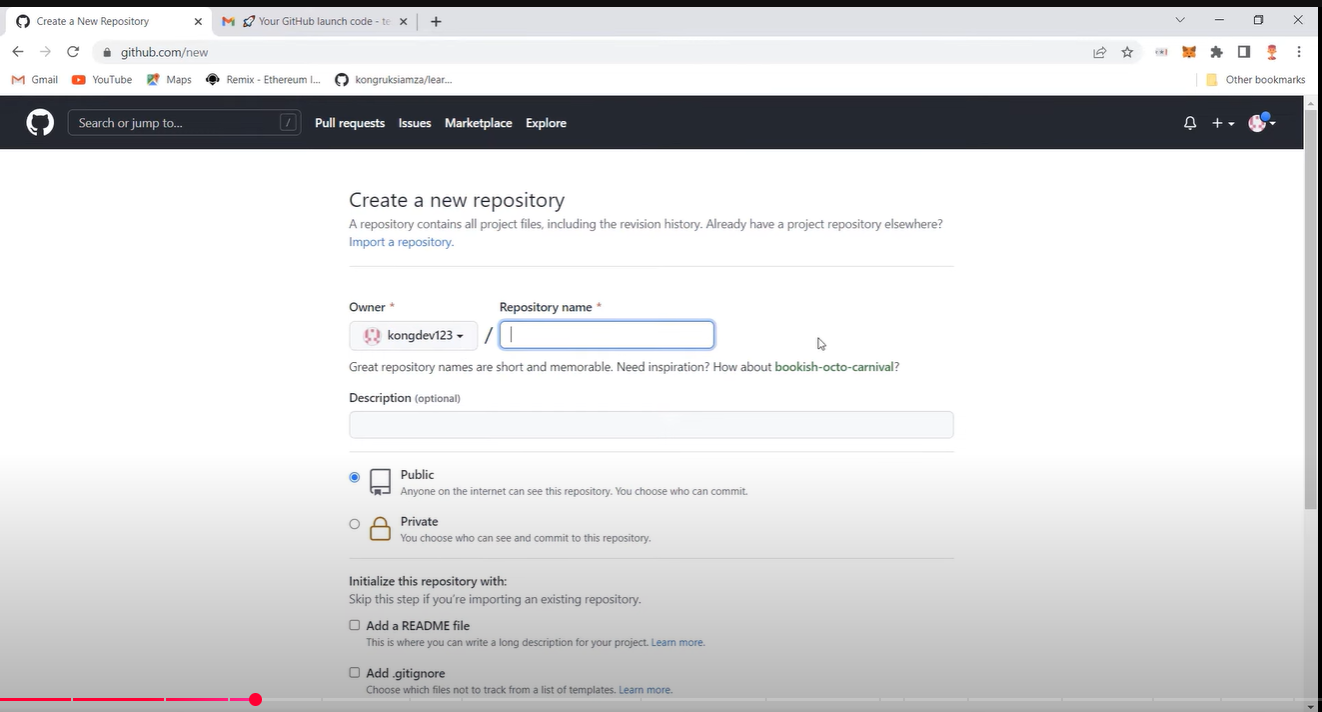 Create a New Repository
Your GitHub launch code - te
github.com/new
Gmail YouTube Maps Remix - Ethereum I... kongruksiamza/lear... Other bookmarks
Search or jump to... / Pull requests Issues Marketplace Explore
Create a new repository
A repository contains all project files, including the revision history. Already have a project repository elsewhere?
Import a repository.
Owner * Repository name *
kongdev123 /
Great repository names are short and memorable. Need inspiration? How about bookish-octo-carnival?
Description (optional)
Public
Anyone on the internet can see this repository. You choose who can commit.
Private
You choose who can see and commit to this repository.
Initialize this repository with:
Skip this step if you're importing an existing repository.
Add a README file
This is where you can write a long description for your project. Learn more.
Add .gitignore
Choose which files not to track from a list of templates. Learn more.